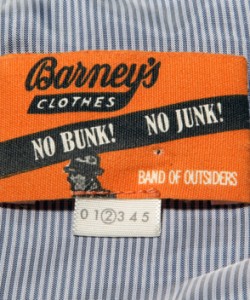 Barney's
CLOTHES
NO BUNK! NO JUNK!
BAND OF OUTSIDERS
0 1 2 3 4 5